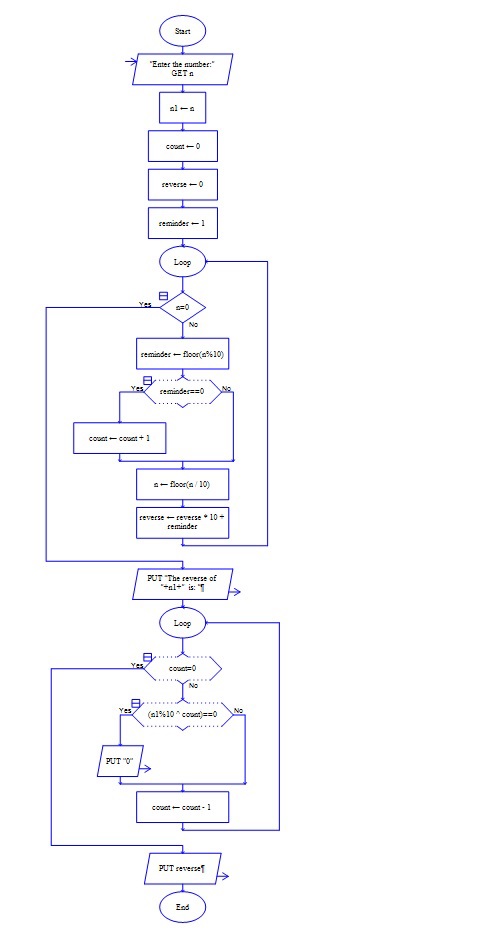 Start
"Enter the number:"
GET n
n1 ← n
count ← 0
reverse ← 0
reminder ← 1
Loop
Yes
n=0
No
reminder ← floor(n%10)
Yes
reminder==0
No
count ← count + 1
n ← floor(n / 10)
reverse ← reverse * 10 +
reminder
PUT "The reverse of
"+n1+" is: "¶
Loop
Yes
count=0
No
Yes
(n1%10 ^ count)==0
No
PUT "0"
count ← count - 1
PUT reverse¶
End